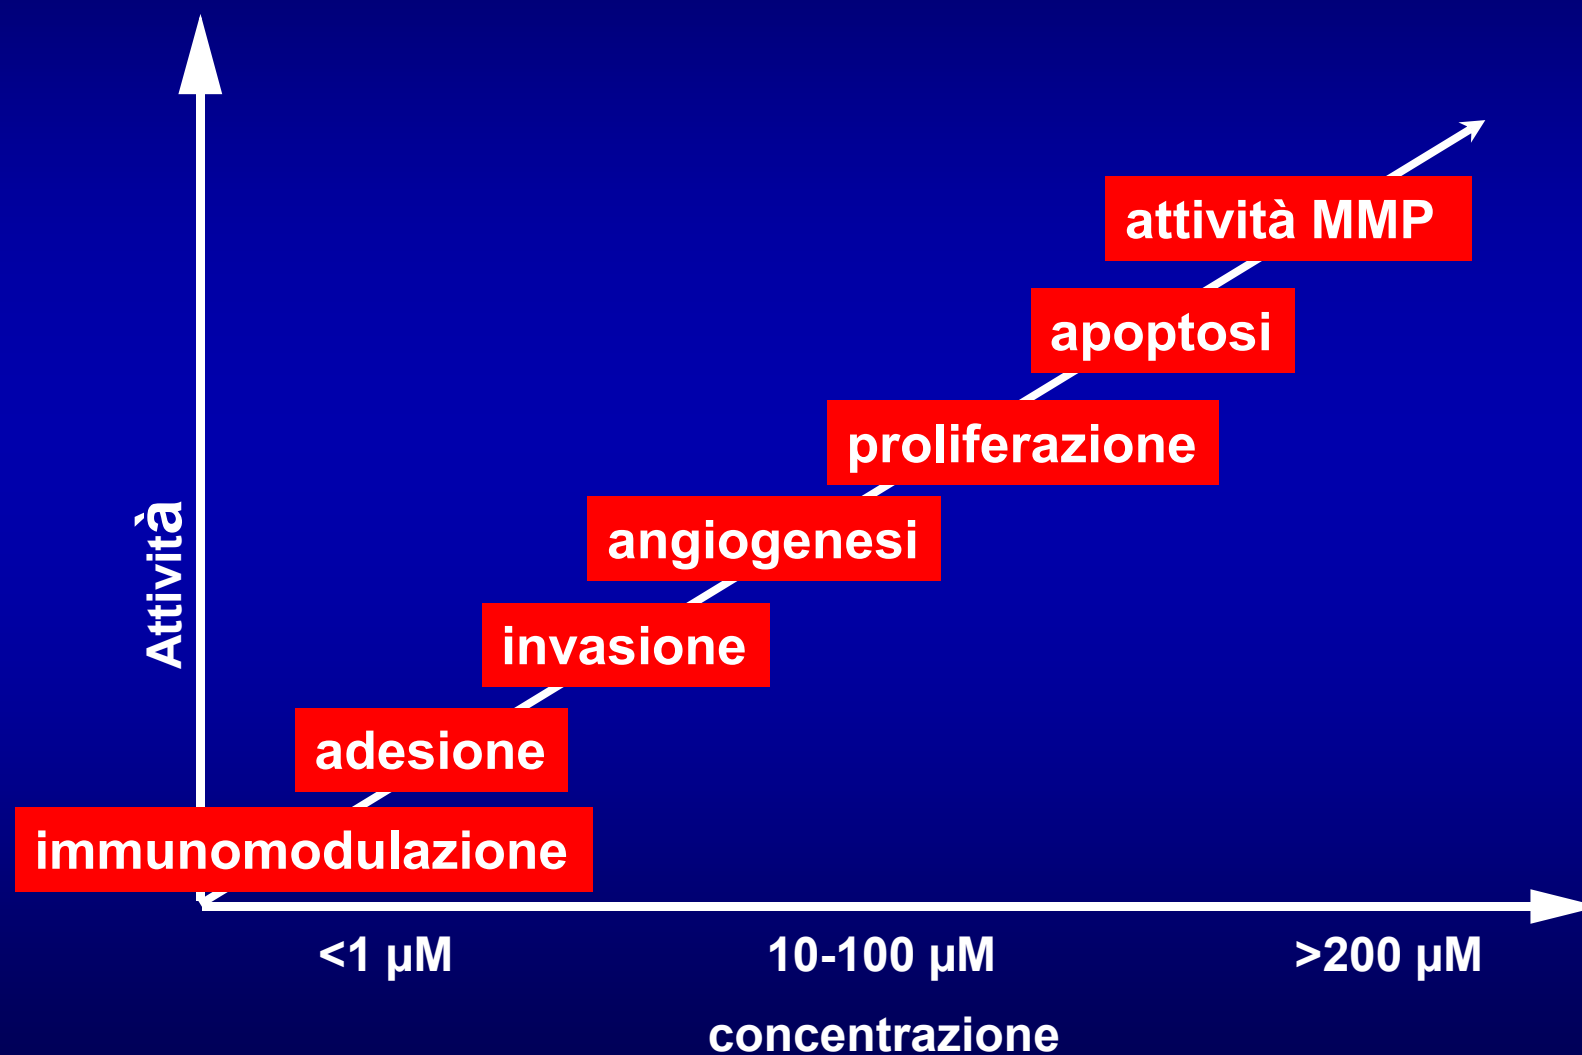 attività MMP
apoptosi
proliferazione
angiogenesi
Attività
invasione
adesione
immunomodulazione
<1 µM 10-100 µM >200 µM
concentrazione